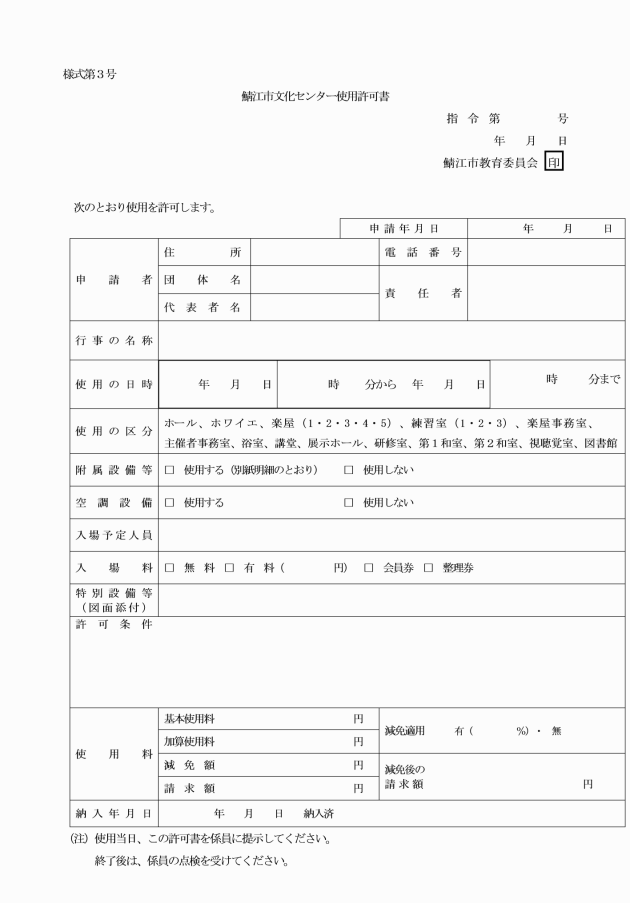 様式第３号
鯖江市文化センター使用許可書
指　令　第　　　　　号
年　　月　　日
鯖江市教育委員会　印
次のとおり使用を許可します。
申請年月日　　　　年　　月　　日
申　請　者
住　　所
電　話　番　号
団　体　名
責　任　者
代　表　者　名
行事の名称
使用の日時　　年　　月　　日　　時　　分から　年　　月　　日　　時　　分まで
使用の区分
ホール、ホワイエ、楽屋（1・2・3・4・5）、練習室（1・2・3）、楽屋事務室、
主催者事務室、浴室、講堂、展示ホール、研修室、第１和室、第２和室、視聴覚室、図書館
附属設備等　□　使用する（別紙明細のとおり）　□　使用しない
空　調　設　備　□　使用する　□　使用しない
入場予定人員
入　場　料　□　無　料　□　有　料（　　　　円）　□　会員券　□　整理券
特別設備等
（図面添付）
許　可　条　件
使　用　料
基本使用料　　　円
減免適用　　有（　　　％）・　無
加算使用料　　　円
減　免　額　　　円
減免後の
請求額　　　円
請　求　額　　　円
納入年月日　　　年　　月　　日　　納入済
（注）使用当日、この許可書を係員に提示してください。
終了後は、係員の点検を受けてください。